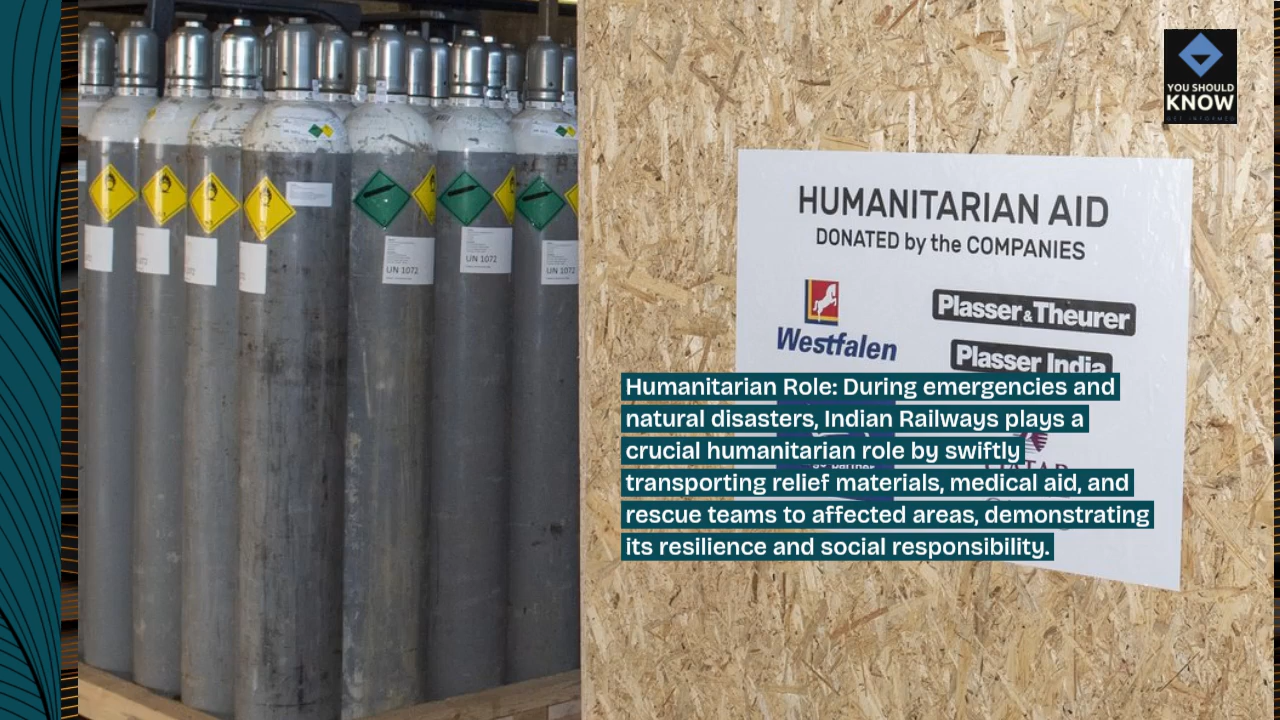 YOU SHOULD
KNOW
GET INFORMED
HUMANITARIAN AID
DONATED by the COMPANIES
Westfalen
Plasser & Theurer
Plasser India
Humanitarian Role: During emergencies and
natural disasters, Indian Railways plays a
crucial humanitarian role by swiftly
transporting relief materials, medical aid, and
rescue teams to affected areas, demonstrating
its resilience and social responsibility.
UN 1072
UN 1072
UN 1072